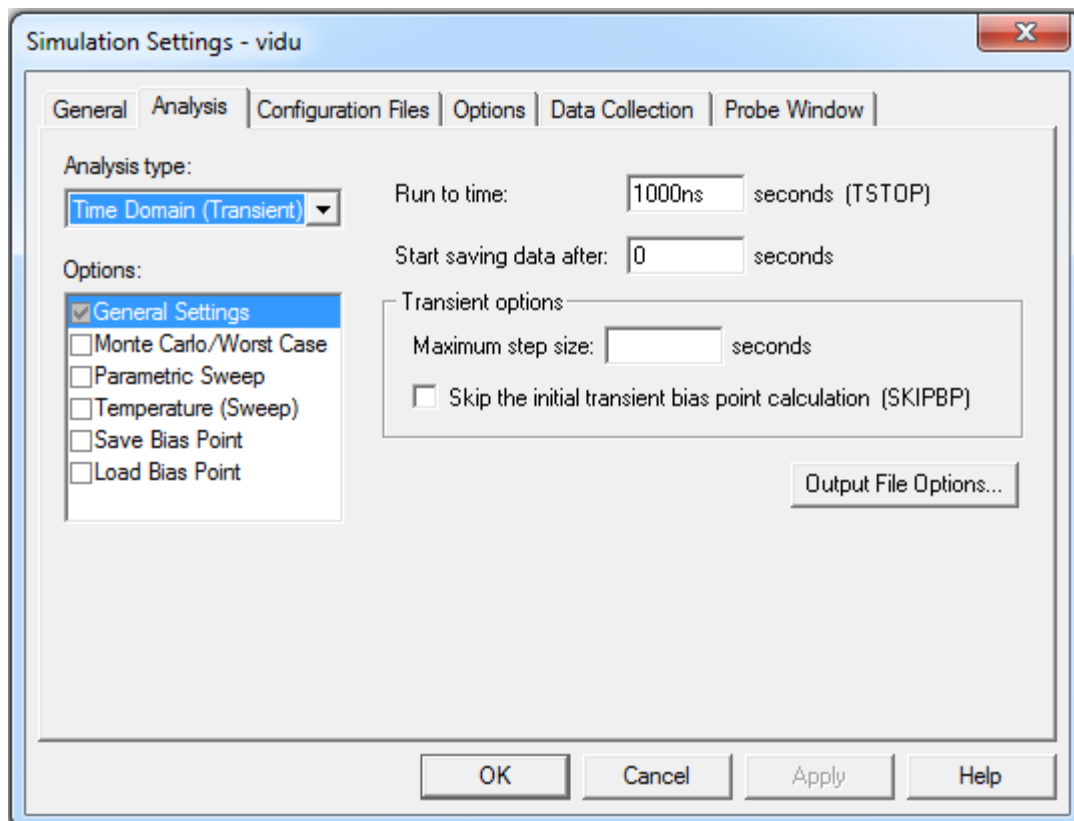 Simulation Settings - vidu
General
Analysis
Configuration Files
Options
Data Collection
Probe Window
Analysis type:
Time Domain (Transient)
Options:
General Settings
Monte Carlo/Worst Case
Parametric Sweep
Temperature (Sweep)
Save Bias Point
Load Bias Point
Run to time: 1000ns seconds (TSTOP)
Start saving data after: 0 seconds
Transient options
Maximum step size: seconds
Skip the initial transient bias point calculation (SKIPBP)
Output File Options...
OK
Cancel
Apply
Help